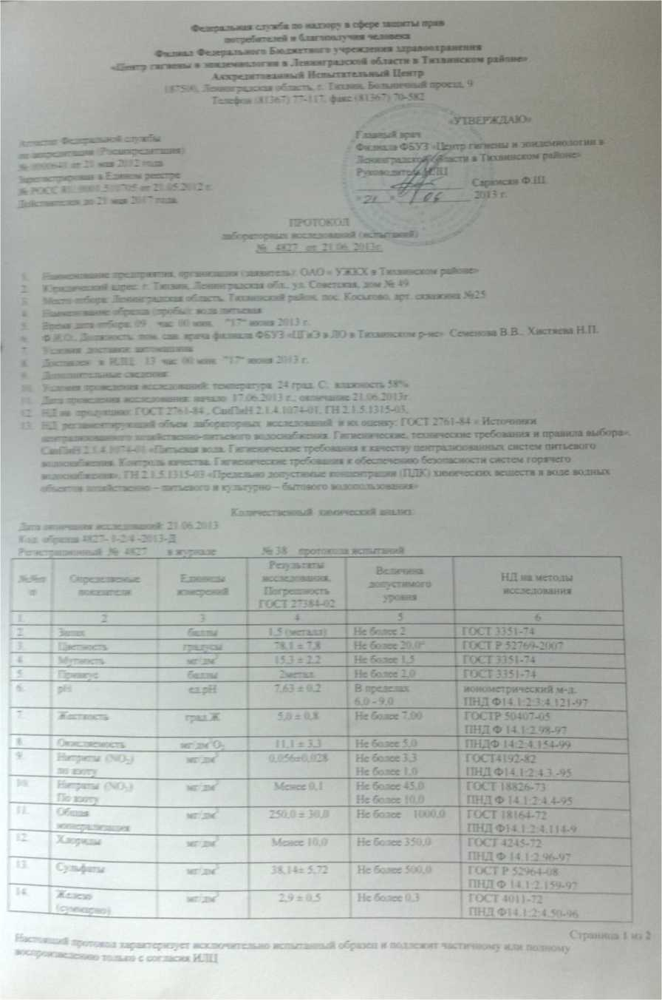 Федеральная служба по надзору в сфере защиты прав
потребителей и благополучия человека
Филиал Федерального Бюджетного учреждения здравоохранения
«Центр гигиены и эпидемиологии в Ленинградской области в Тихвинском районе»
Аккредитованный Испытательный Центр
187500, Ленинградская область, г. Тихвин, Больничный проезд, 9
Телефон (81367) 77-117, факс (81367) 70-582
«УТВЕРЖДАЮ»
Аттестат Федеральной службы
по аккредитации (Росаккредитация)
№ 0000640 от 21 мая 2012 года
Зарегистрирован в Едином реестре
№ РОСС RU.0001.510705 от 21.05.2012 г.
Действителен до 21 мая 2017 года.
Главный врач
Филиала ФБУЗ «Центр гигиены и эпидемиологии в
Ленинградской области в Тихвинском районе»
Руководитель ИЛЦ
Сарумсян Ф.Ш.
«21» 06 2013 г.
ПРОТОКОЛ
лабораторных исследований (испытаний)
№ 4827 от 21.06. 2013г.
1. Наименование предприятия, организации (заявитель): ОАО « УЖКХ в Тихвинском районе»
2. Юридический адрес: г. Тихвин, Ленинградская обл., ул. Советская, дом № 49
3. Место отбора: Ленинградская область, Тихвинский район, пос. Коськово, арт. скважина №25
4. Наименование образца (пробы): вода питьевая
5. Время дата отбора: 09 час 00 мин. "17" июня 2013 г.
6. Ф.И.О., Должность: пом. сан. врача филиала ФБУЗ «ЦГиЭ в ЛО в Тихвинском р-не» Семенова В.В., Хистяева Н.П.
7. Условия доставки: автомашина
8. Доставлен в ИЛЦ 13 час 00 мин. "17" июня 2013 г.
9. Дополнительные сведения:
10. Условия проведения исследований: температура 24 град. С; влажность 58%
11. Дата проведения исследования: начало 17.06.2013 г.; окончание 21.06.2013г.
12. НД на продукцию: ГОСТ 2761-84 , СанПиН 2.1.4.1074-01, ГН 2.1.5.1315-03,
13. НД, регламентирующий объем лабораторных исследований и их оценку: ГОСТ 2761-84 « Источники
централизованного хозяйственно-питьевого водоснабжения. Гигиенические, технические требования и правила выбора»,
СанПиН 2.1.4.1074-01 «Питьевая вода. Гигиенические требования к качеству централизованных систем питьевого
водоснабжения. Контроль качества. Гигиенические требования к обеспечению безопасности систем горячего
водоснабжения», ГН 2.1.5.1315-03 «Предельно допустимые концентрации (ПДК) химических веществ в воде водных
объектов хозяйственно – питьевого и культурно – бытового водопользования»
Количественный химический анализ:
Дата окончания исследований: 21.06.2013
Код образца 4827- 1-2/4 -2013-Д
Регистрационный № 4827 в журнале № 38 протокола испытаний
№№п п Определяемые показатели Единицы измерений Результаты исследования, Погрешность ГОСТ 27384-02 Величина допустимого уровня НД на методы исследования
1. 2 3 4 5 6
2. Запах баллы 1,5 (металл) Не более 2 ГОСТ 3351-74
3. Цветность градусы 78,1 ± 7,8 Не более 20,0° ГОСТ Р 52769-2007
4. Мутность мг/дм³ 15,3 ± 2,2 Не более 1,5 ГОСТ 3351-74
5. Привкус баллы 2метал. Не более 2,0 ГОСТ 3351-74
6. pH ед.pH 7,63 ± 0,2 В пределах ионометрический м-д.
6,0 - 9,0 ПНД Ф14.1:2:3:4.121-97
7. Жесткость град.Ж 5,0 ± 0,8 Не более 7,00 ГОСТР 50407-05
ПНД Ф 14.1:2.98-97
8. Окисляемость мг/дм³О₂ 11,1 ± 3,3 Не более 5,0 ПНДФ 14:2:4.154-99
9. Нитриты (NO₂) мг/дм³ 0,056±0,028 Не более 3,3 ГОСТ4192-82
по азоту Не более 1,0 ПНД Ф14.1:2:4.3.-95
10. Нитраты (NO₃) мг/дм³ Менее 0,1 Не более 45,0 ГОСТ 18826-73
По азоту Не более 10,0 ПНД Ф 14.1:2:4.4-95
11. Общая мг/дм³ 250,0 ± 30,0 Не более 1000,0 ГОСТ 18164-72
минерализация ПНД Ф14.1:2:4.114-9
12. Хлориды мг/дм³ Менее 10,0 Не более 350,0 ГОСТ 4245-72
ПНД Ф 14.1:2.96-97
13. Сульфаты мг/дм³ 38,14± 5,72 Не более 500,0 ГОСТ Р 52964-08
ПНД Ф 14.1:2.159-97
14. Железо мг/дм³ 2,9 ± 0,5 Не более 0,3 ГОСТ 4011-72
(суммарно) ПНД Ф14.1:2:4.50-96
Страница 1 из 2
Настоящий протокол характеризует исключительно испытанный образец и подлежит частичному или полному
воспроизведению только с согласия ИЛЦ